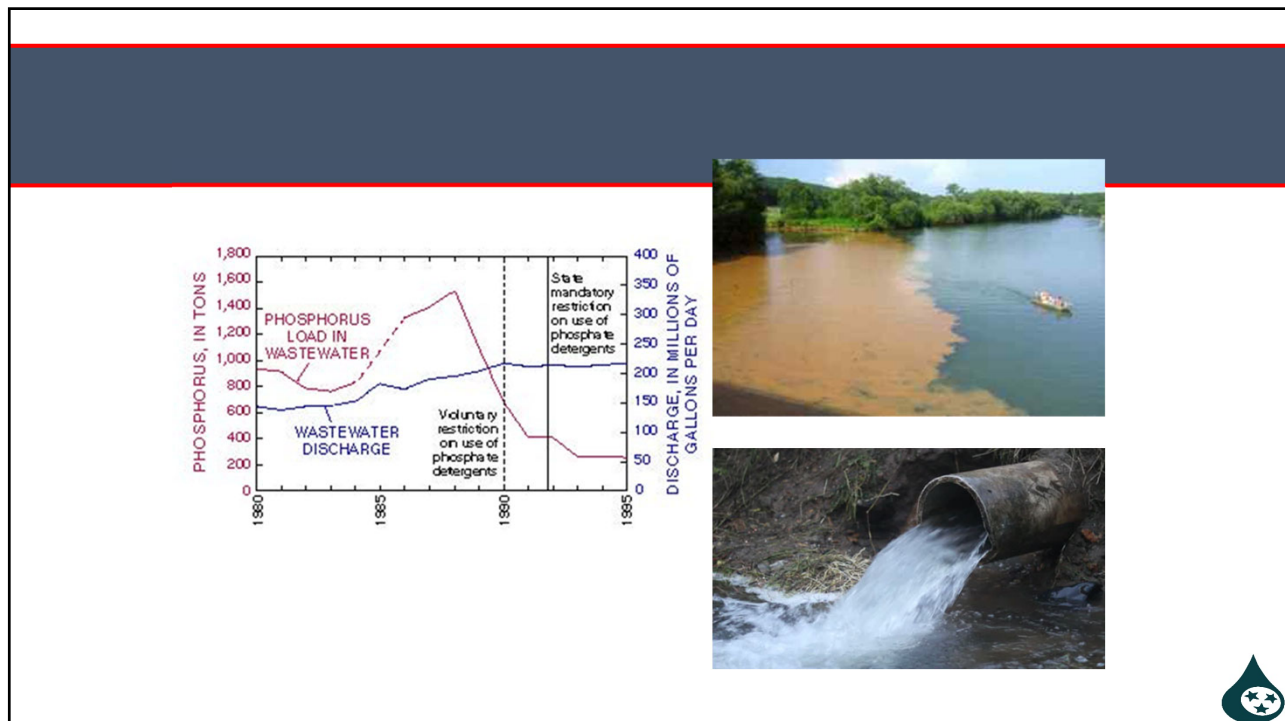 PHOSPHORUS, IN TONS
1,800
1,600
1,400
1,200
1,000
800
600
400
200
0
PHOSPHORUS
LOAD IN
WASTEWATER
WASTEWATER
DISCHARGE
Voluntary
restriction
on use of
phosphate
detergents
State
mandatory
restriction
on use of
phosphate
detergents
400
350
300
250
200
150
100
50
0
DISCHARGE, IN MILLIONS OF
GALLONS PER DAY
1980
1985
1990
1995